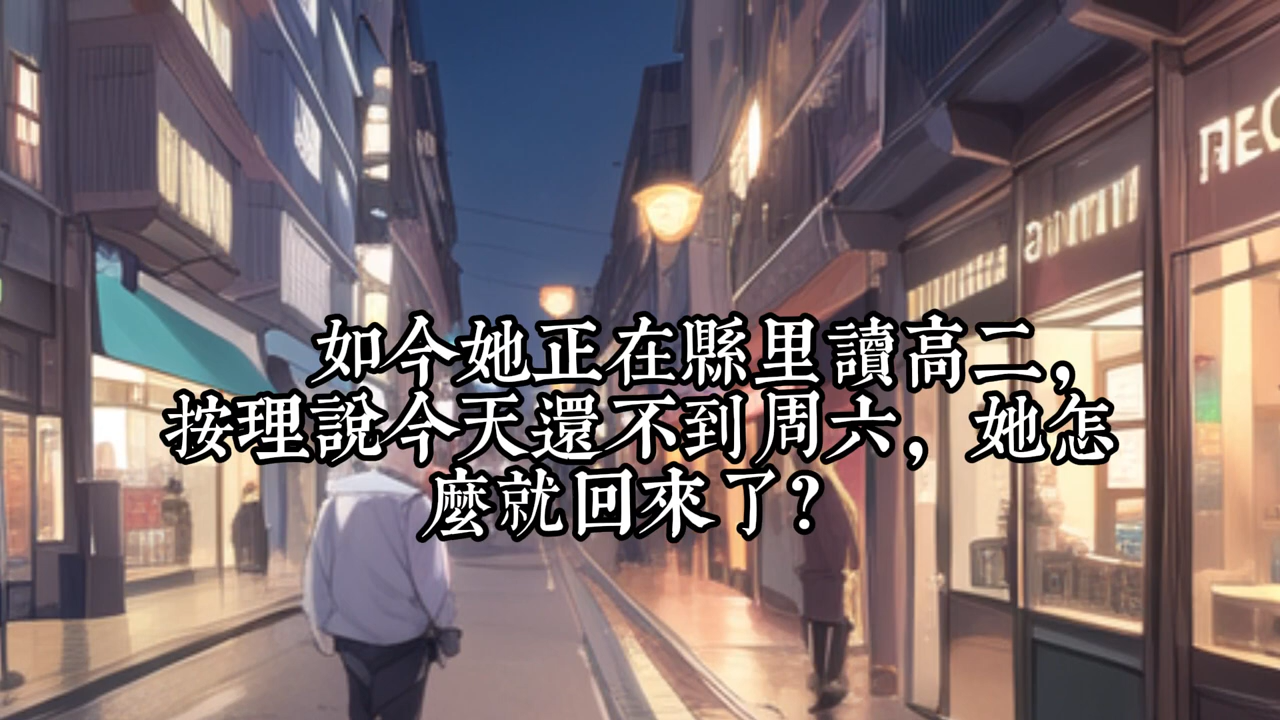 如今她正在縣里讀高二，
按理說今天還不到周六，她怎
麼就回來了？